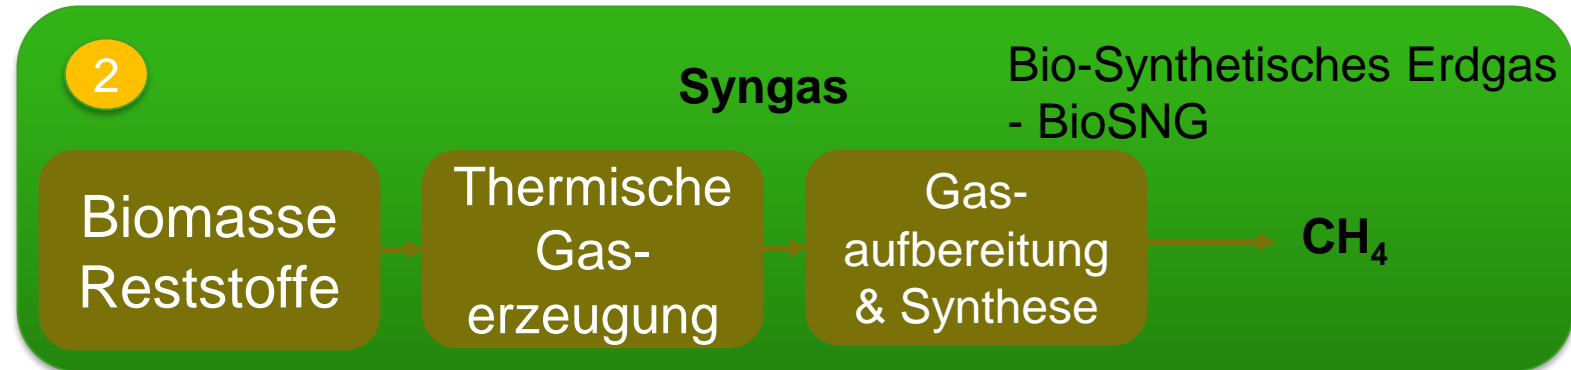 2
Syngas
Bio-Synthetisches Erdgas
- BioSNG
Biomasse
Reststoffe
Thermische
Gas-
erzeugung
Gas-
aufbereitung
& Synthese
CH₄